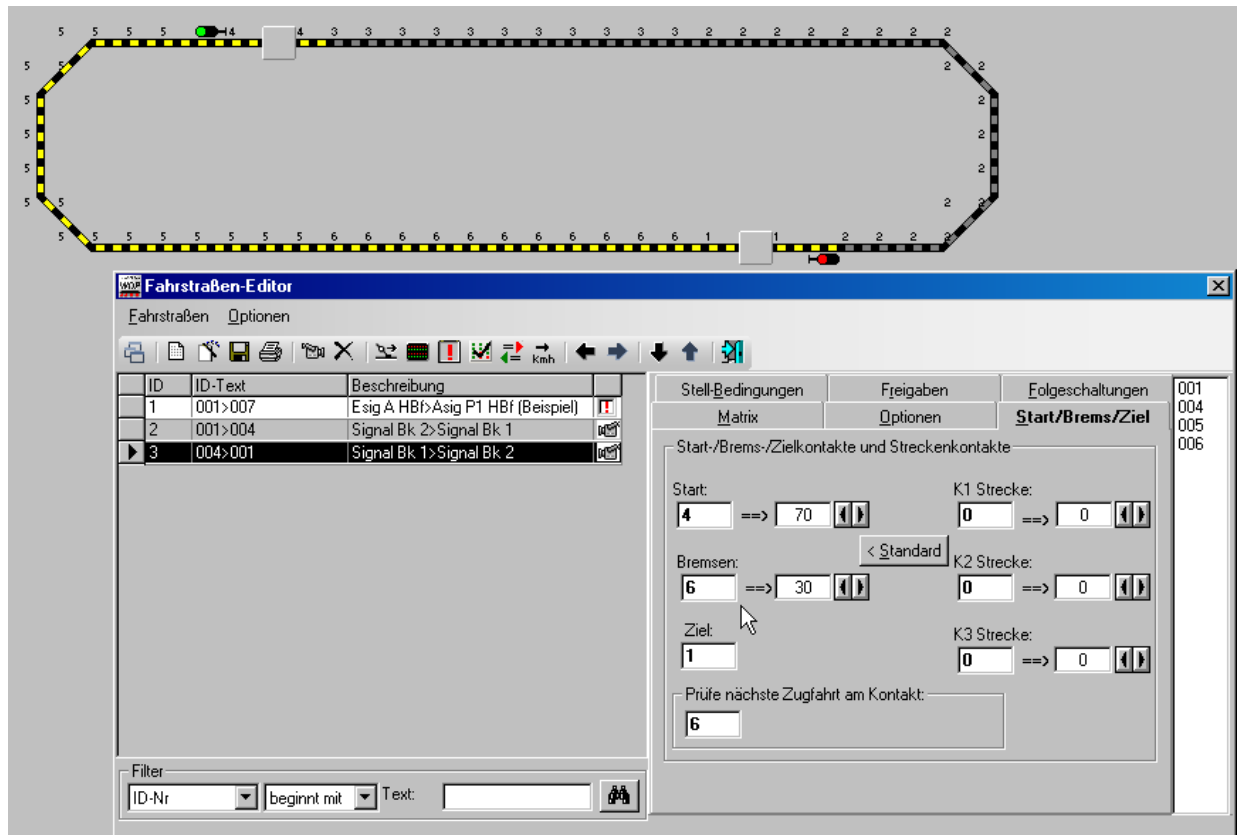 5 5 5 5 4 4 3 3 3 3 3 3 3 3 3 3 3 2 2 2 2 2 2 2 2
5 5 2 2
5 2
5 2
5 2
5 5 2 2
5 5 5 5 5 5 5 5 5 6 6 6 6 6 6 6 6 6 6 1 1 2 2 2 2
WDP Fahrstraßen-Editor
Fahrstraßen Optionen
kmh
ID ID-Text Beschreibung
1 001>007 Esig A HBf>Asig P1 HBf (Beispiel)
2 001>004 Signal Bk 2>Signal Bk 1
3 004>001 Signal Bk 1>Signal Bk 2
Filter
ID-Nr beginnt mit Text:
Stell-Bedingungen Freigaben Folgeschaltungen
Matrix Optionen Start/Brems/Ziel
Start-/Brems-/Zielkontakte und Streckenkontakte
Start: K1 Strecke:
4 ==> 70 0 ==> 0
< Standard
Bremsen: K2 Strecke:
6 ==> 30 0 ==> 0
Ziel: K3 Strecke:
1 0 ==> 0
Prüfe nächste Zugfahrt am Kontakt:
6
001
004
005
006